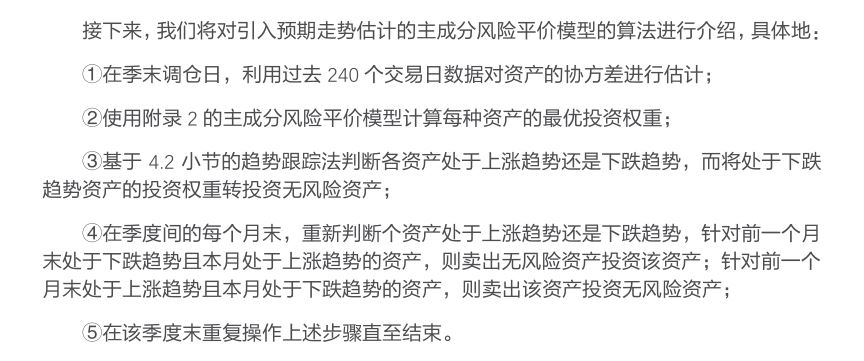 接下来，我们将对引入预期走势估计的主成分风险平价模型的算法进行介绍，具体地：
①在季末调仓日，利用过去 240 个交易日数据对资产的协方差进行估计；
②使用附录 2 的主成分风险平价模型计算每种资产的最优投资权重；
③基于 4.2 小节的趋势跟踪法判断各资产处于上涨趋势还是下跌趋势，而将处于下跌
趋势资产的投资权重转投资无风险资产；
④在季度间的每个月末，重新判断个资产处于上涨趋势还是下跌趋势，针对前一个月
末处于下跌趋势且本月处于上涨趋势的资产，则卖出无风险资产投资该资产；针对前一个
月末处于上涨趋势且本月处于下跌趋势的资产，则卖出该资产投资无风险资产；
⑤在该季度末重复操作上述步骤直至结束。